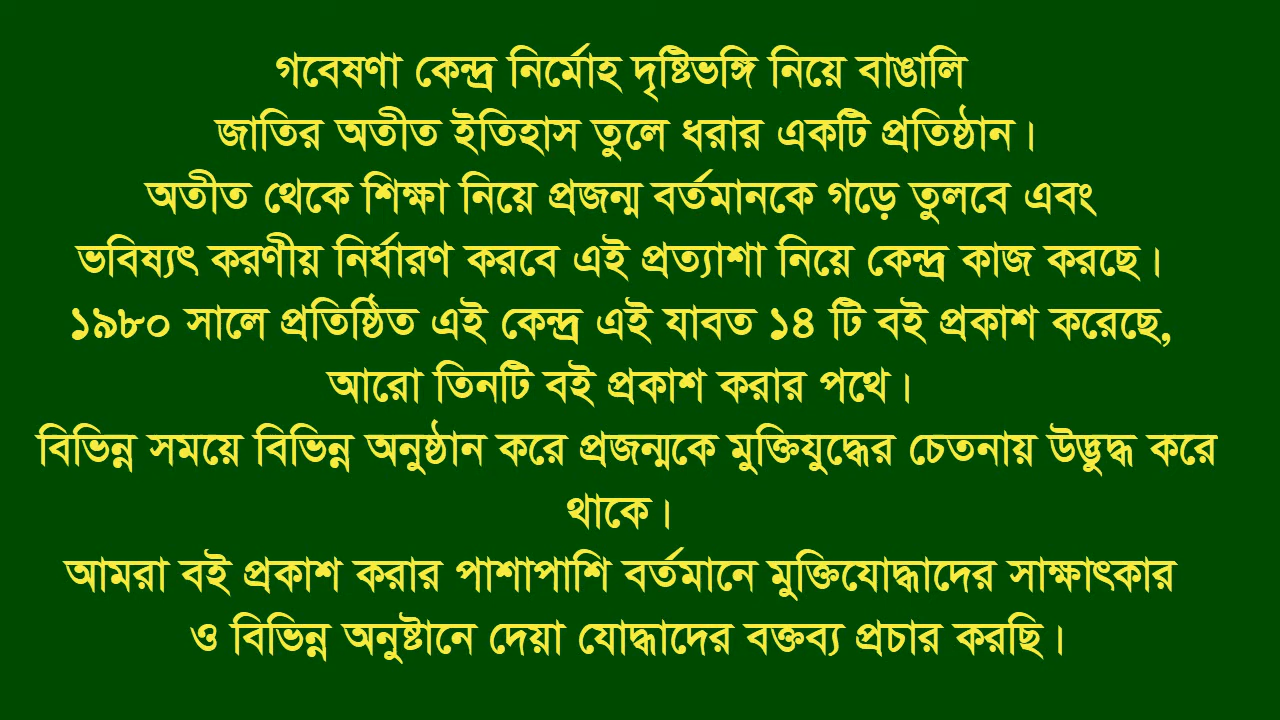 গবেষণা কেন্দ্র নির্মোহ দৃষ্টিভঙ্গি নিয়ে বাঙালি
জাতির অতীত ইতিহাস তুলে ধরার একটি প্রতিষ্ঠান।
অতীত থেকে শিক্ষা নিয়ে প্রজন্ম বর্তমানকে গড়ে তুলবে এবং
ভবিষ্যৎ করণীয় নির্ধারণ করবে এই প্রত্যাশা নিয়ে কেন্দ্র কাজ করছে।
১৯৮০ সালে প্রতিষ্ঠিত এই কেন্দ্র এই যাবত ১৪ টি বই প্রকাশ করেছে,
আরো তিনটি বই প্রকাশ করার পথে।
বিভিন্ন সময়ে বিভিন্ন অনুষ্ঠান করে প্রজন্মকে মুক্তিযুদ্ধের চেতনায় উদ্ভুদ্ধ করে
থাকে।
আমরা বই প্রকাশ করার পাশাপাশি বর্তমানে মুক্তিযোদ্ধাদের সাক্ষাৎকার
ও বিভিন্ন অনুষ্টানে দেয়া যোদ্ধাদের বক্তব্য প্রচার করছি।